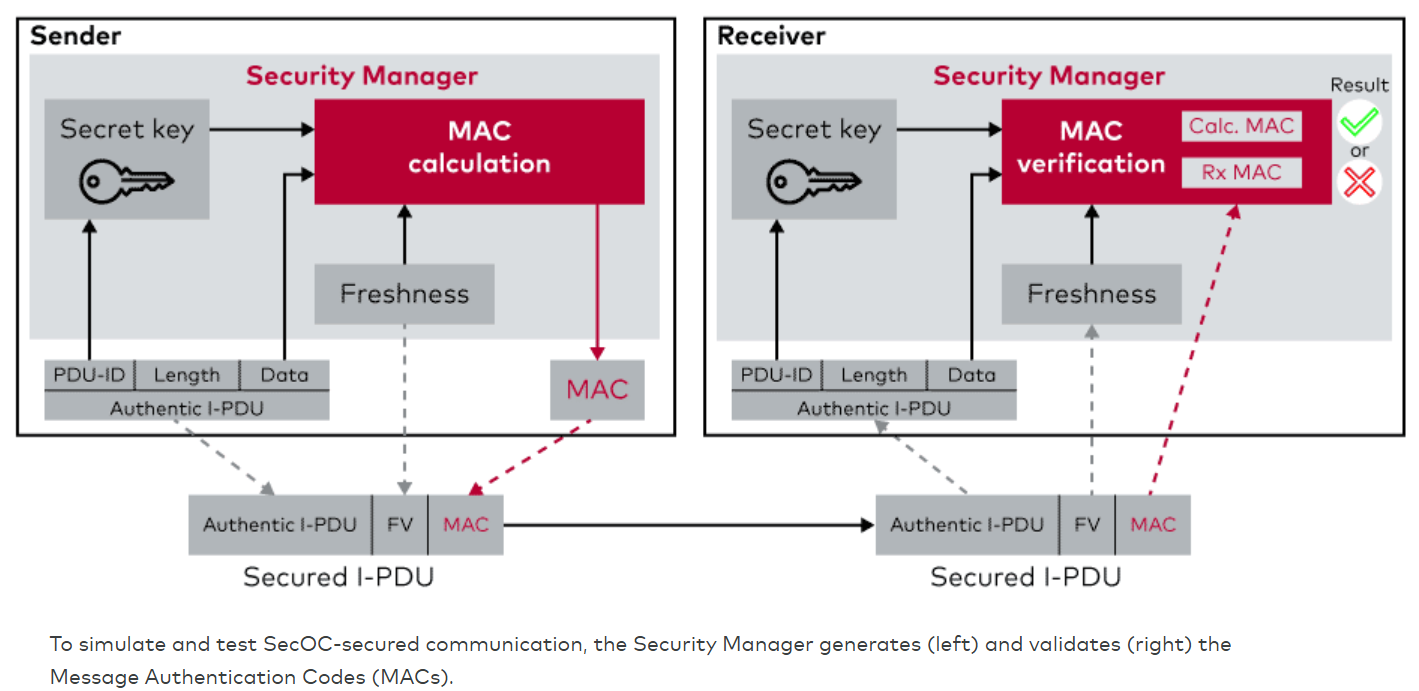 Sender
Security Manager
Secret key
MAC
calculation
Freshness
PDU-ID Length Data
Authentic I-PDU
MAC
Authentic I-PDU FV MAC
Secured I-PDU
Receiver
Security Manager
Result
Secret key
MAC
verification
Calc. MAC
Rx MAC
or
Freshness
PDU-ID Length Data
Authentic I-PDU
Authentic I-PDU FV MAC
Secured I-PDU
To simulate and test SecOC-secured communication, the Security Manager generates (left) and validates (right) the
Message Authentication Codes (MACs).